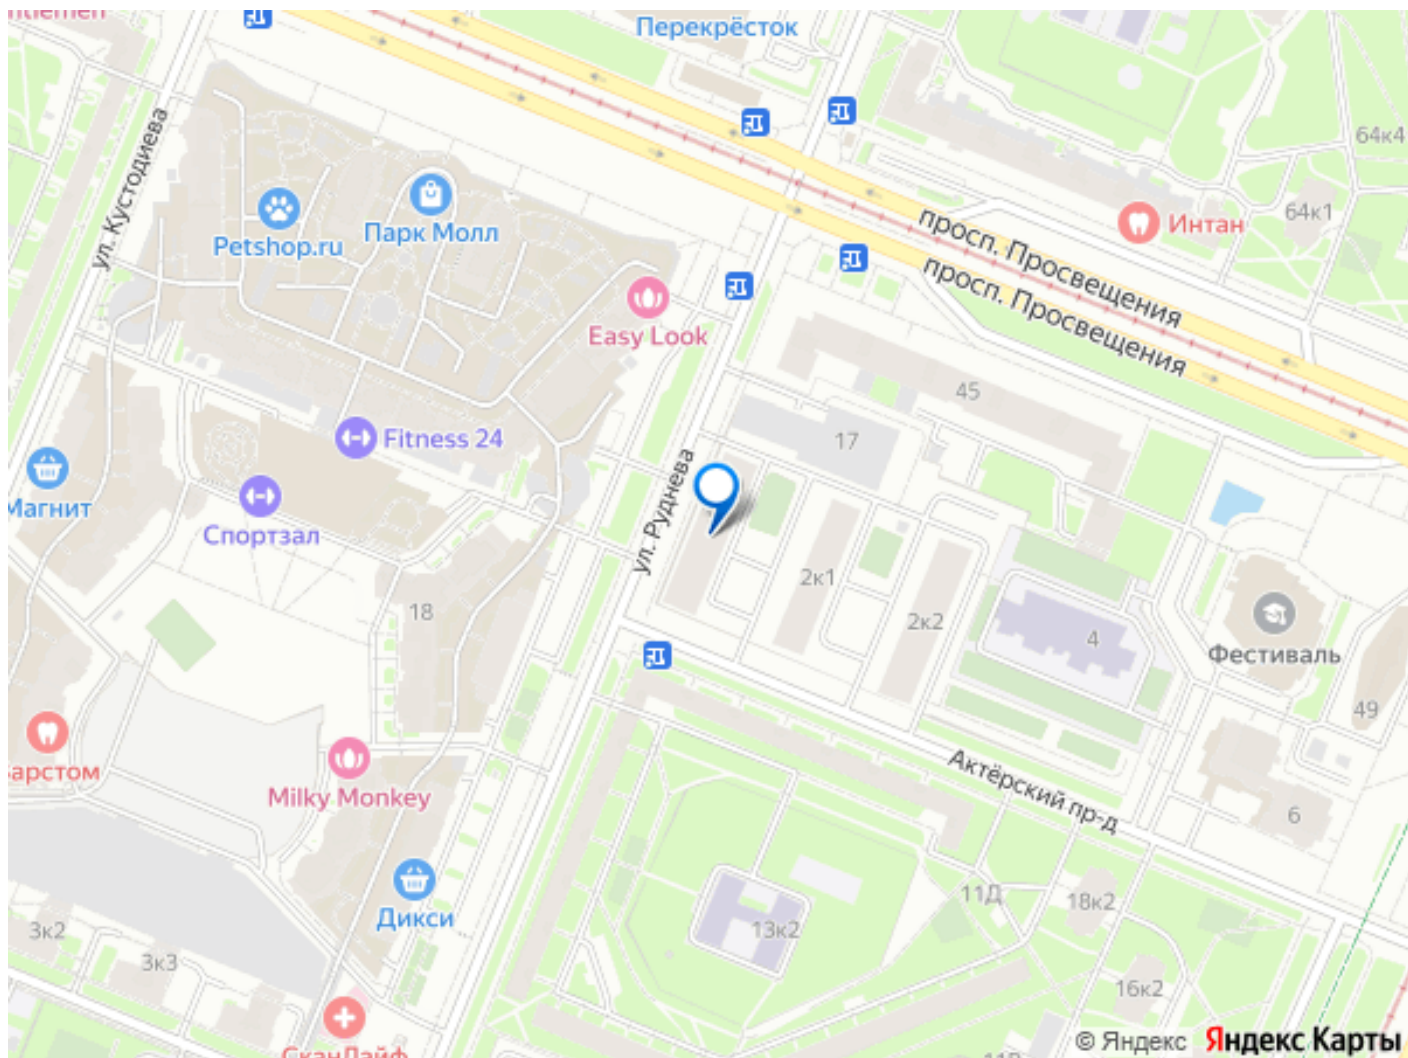 Перекрёсток
ул. Кустодиева
64к4
Petshop.ru
Парк Молл
64к1
Интан
просп. Просвещения
просп. Просвещения
Easy Look
45
17
Fitness 24
Магнит
Спортзал
ул. Руднева
2к1
18
2к2
4
Фестиваль
49
Milky Monkey
Актёрский пр-д
6
Дикси
11Д
18к2
13к2
3к2
3к3
16к2
СканЛайф
© Яндекс
Яндекс Карты